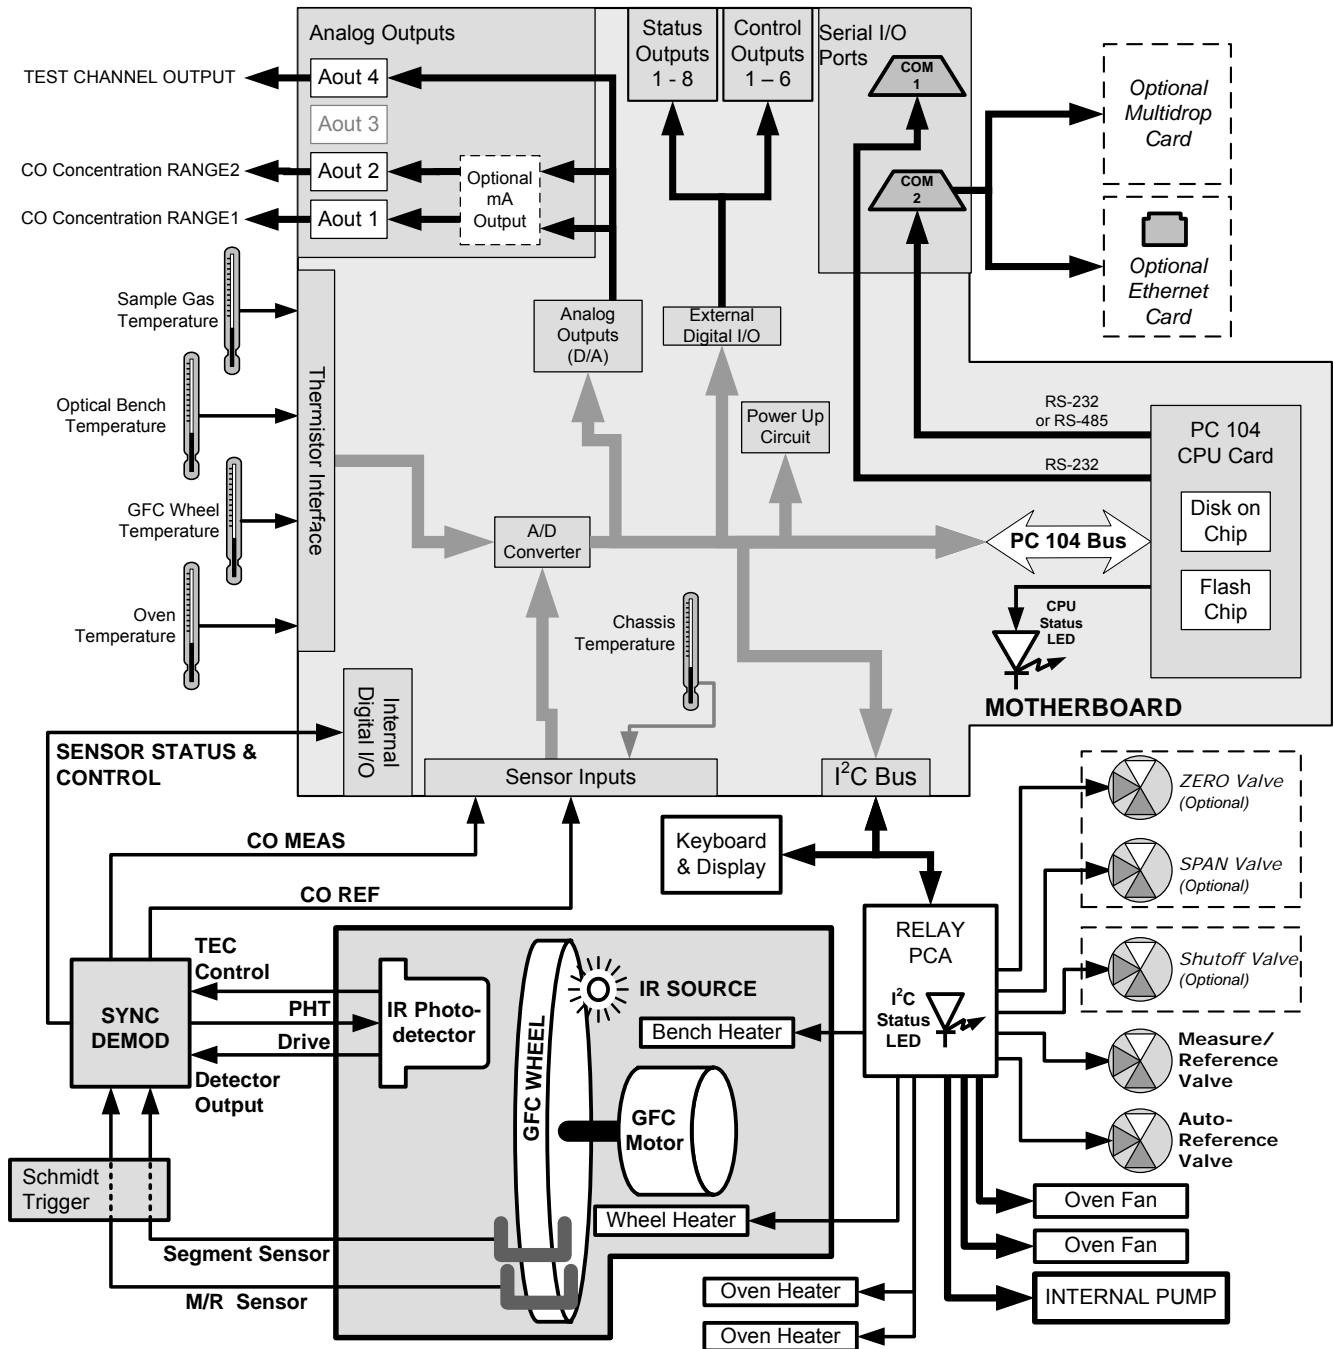 Analog Outputs
Status
Outputs
1 - 8
Control
Outputs
1 – 6
Serial I/O
Ports
COM
1
COM
2
Optional
Multidrop
Card
Optional
Ethernet
Card
TEST CHANNEL OUTPUT
Aout 4
Aout 3
CO Concentration RANGE2
Aout 2
CO Concentration RANGE1
Aout 1
Optional
mA
Output
Sample Gas
Temperature
Optical Bench
Temperature
GFC Wheel
Temperature
Oven
Temperature
Thermistor Interface
Analog
Outputs
(D/A)
External
Digital I/O
Power Up
Circuit
A/D
Converter
Chassis
Temperature
RS-232
or RS-485
RS-232
PC 104
CPU Card
Disk on
Chip
Flash
Chip
PC 104 Bus
CPU
Status
LED
MOTHERBOARD
Internal
Digital I/O
Sensor Inputs
I2C Bus
SENSOR STATUS &
CONTROL
CO MEAS
CO REF
Keyboard
& Display
RELAY
PCA
I2C
Status
LED
ZERO Valve
(Optional)
SPAN Valve
(Optional)
Shutoff Valve
(Optional)
Measure/
Reference
Valve
Auto-
Reference
Valve
TEC
Control
PHT
Drive
Detector
Output
SYNC
DEMOD
IR Photo-
detector
GFC WHEEL
IR SOURCE
Bench Heater
GFC
Motor
Wheel Heater
Schmidt
Trigger
Segment Sensor
M/R Sensor
Oven Heater
Oven Heater
Oven Fan
Oven Fan
INTERNAL PUMP